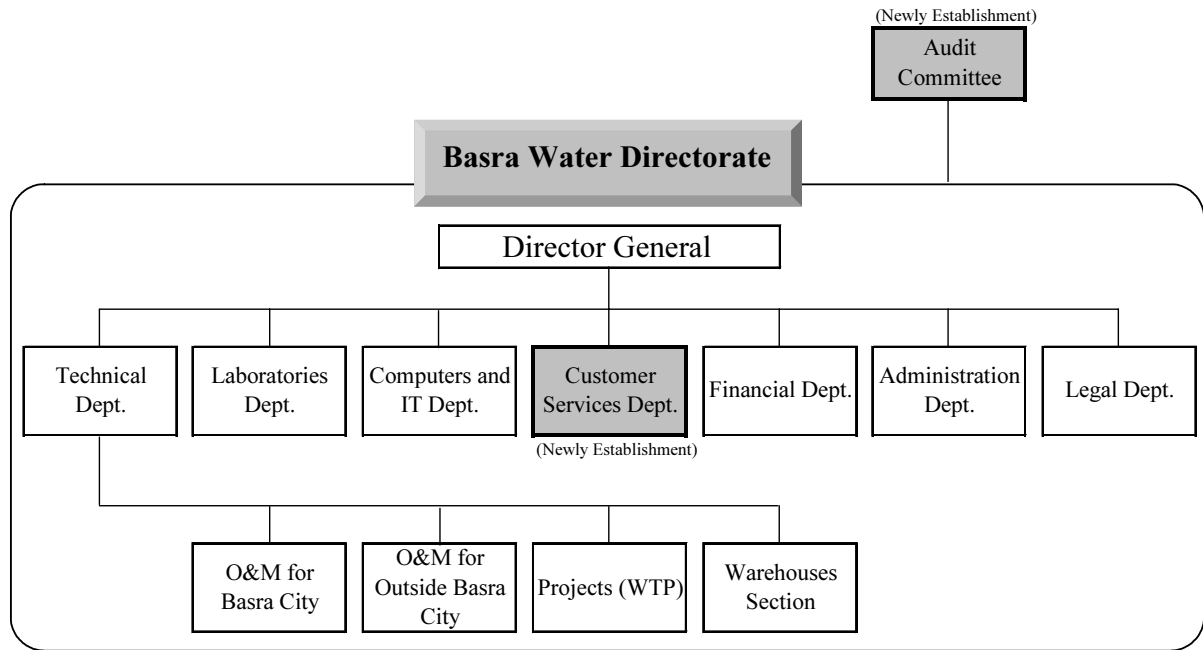 (Newly Establishment)
Audit
Committee
Basra Water Directorate
Director General
Technical
Dept.
Laboratories
Dept.
Computers and
IT Dept.
Customer
Services Dept.
(Newly Establishment)
Financial Dept.
Administration
Dept.
Legal Dept.
O&M for
Basra City
O&M for
Outside Basra
City
Projects (WTP)
Warehouses
Section